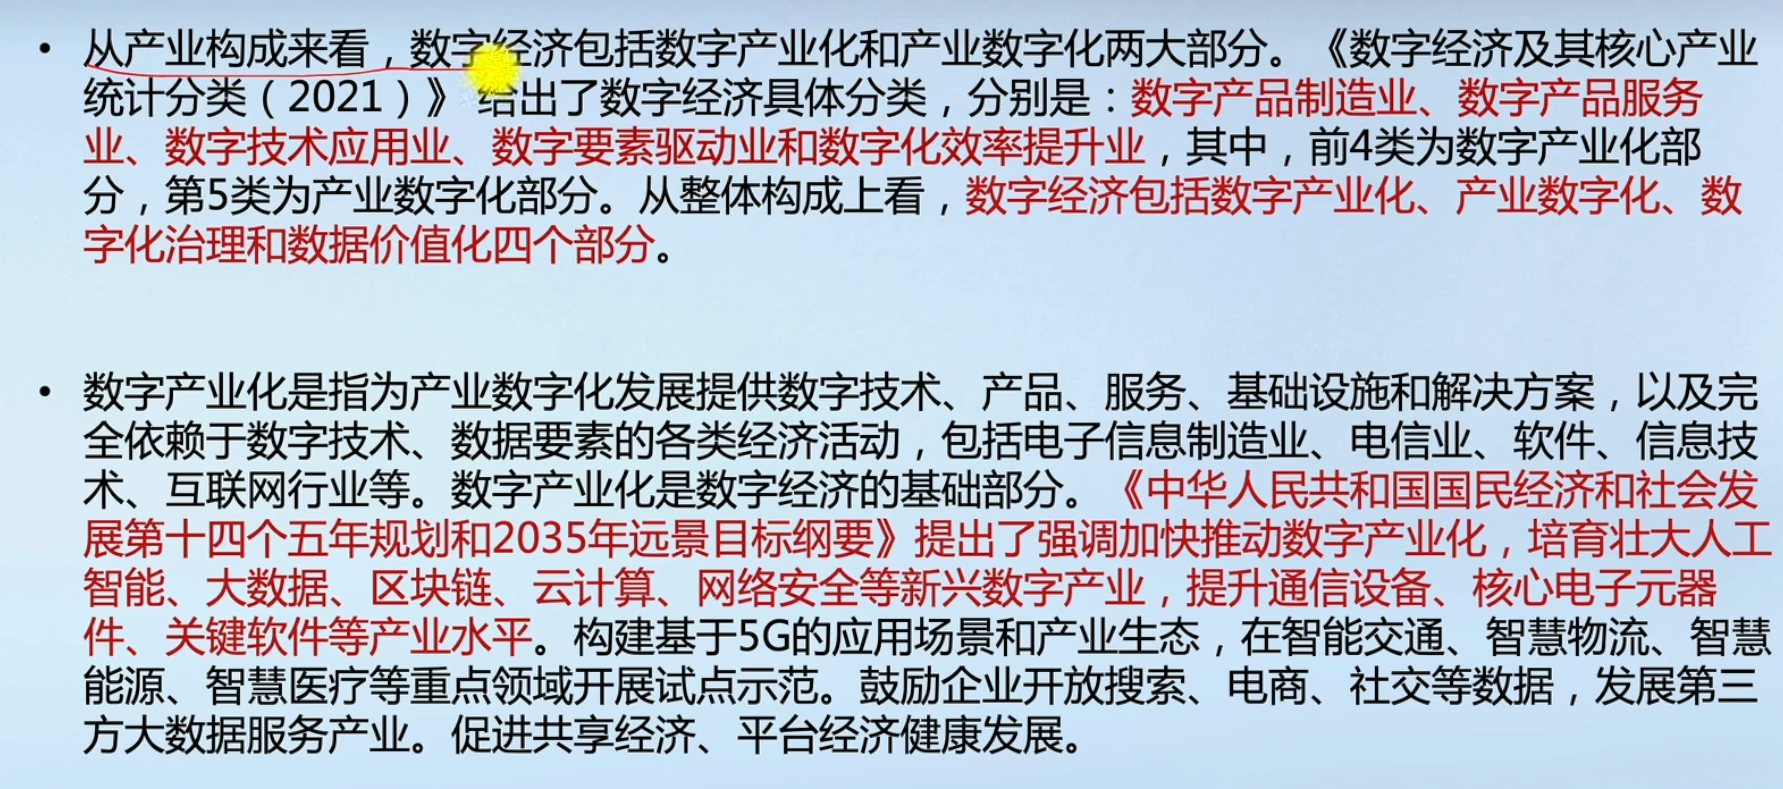 • 从产业构成来看，数字经济包括数字产业化和产业数字化两大部分。《数字经济及其核心产业
统计分类（2021）》 给出了数字经济具体分类，分别是：数字产品制造业、数字产品服务
业、数字技术应用业、数字要素驱动业和数字化效率提升业，其中，前4类为数字产业化部
分，第5类为产业数字化部分。从整体构成上看，数字经济包括数字产业化、产业数字化、数
字化治理和数据价值化四个部分。
• 数字产业化是指为产业数字化发展提供数字技术、产品、服务、基础设施和解决方案，以及完
全依赖于数字技术、数据要素的各类经济活动，包括电子信息制造业、电信业、软件、信息技
术、互联网行业等。数字产业化是数字经济的基础部分。《中华人民共和国国民经济和社会发
展第十四个五年规划和2035年远景目标纲要》提出了强调加快推动数字产业化，培育壮大人工
智能、大数据、区块链、云计算、网络安全等新兴数字产业，提升通信设备、核心电子元器
件、关键软件等产业水平。构建基于5G的应用场景和产业生态，在智能交通、智慧物流、智慧
能源、智慧医疗等重点领域开展试点示范。鼓励企业开放搜索、电商、社交等数据，发展第三
方大数据服务产业。促进共享经济、平台经济健康发展。